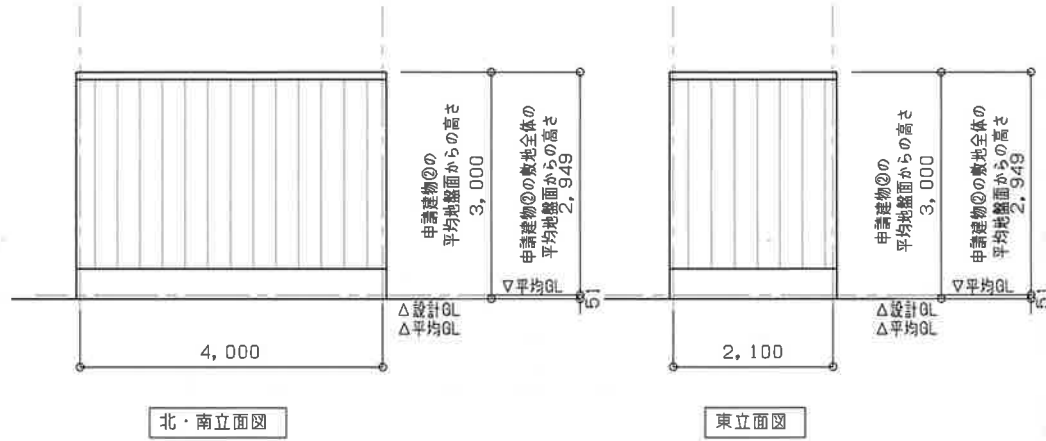 申請建物②の
平均地盤面からの高さ
3,000
申請建物②の敷地全体の
平均地盤面からの高さ
2,949
▽平均GL
51
△設計GL
△平均GL
4,000
北・南立面図
申請建物②の
平均地盤面からの高さ
3,000
申請建物②の敷地全体の
平均地盤面からの高さ
2,949
▽平均GL
51
△設計GL
△平均GL
2,100
東立面図